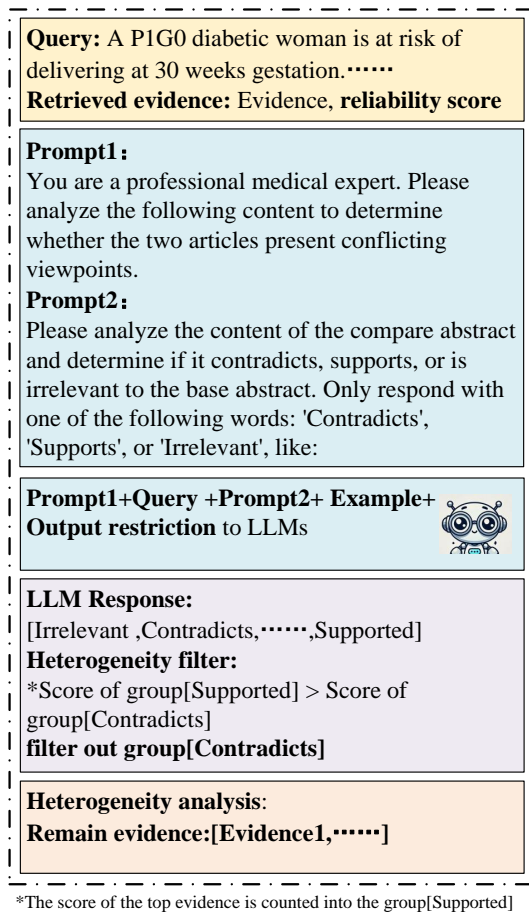 Query: A P1G0 diabetic woman is at risk of
delivering at 30 weeks gestation.······
Retrieved evidence: Evidence, reliability score
Prompt1：
You are a professional medical expert. Please
analyze the following content to determine
whether the two articles present conflicting
viewpoints.
Prompt2：
Please analyze the content of the compare abstract
and determine if it contradicts, supports, or is
irrelevant to the base abstract. Only respond with
one of the following words: 'Contradicts',
'Supports', or 'Irrelevant', like:
Prompt1+Query +Prompt2+ Example+
Output restriction to LLMs
LLM Response:
[Irrelevant ,Contradicts,······,Supported]
Heterogeneity filter:
*Score of group[Supported] > Score of
group[Contradicts]
filter out group[Contradicts]
Heterogeneity analysis:
Remain evidence:[Evidence1,······]
*The score of the top evidence is counted into the group[Supported]